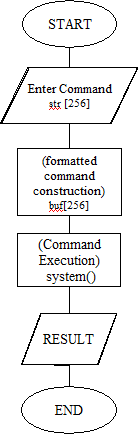 START
Enter Command
str [256]
(formatted
command
construction)
buf[256]
(Command
Execution)
system()
RESULT
END